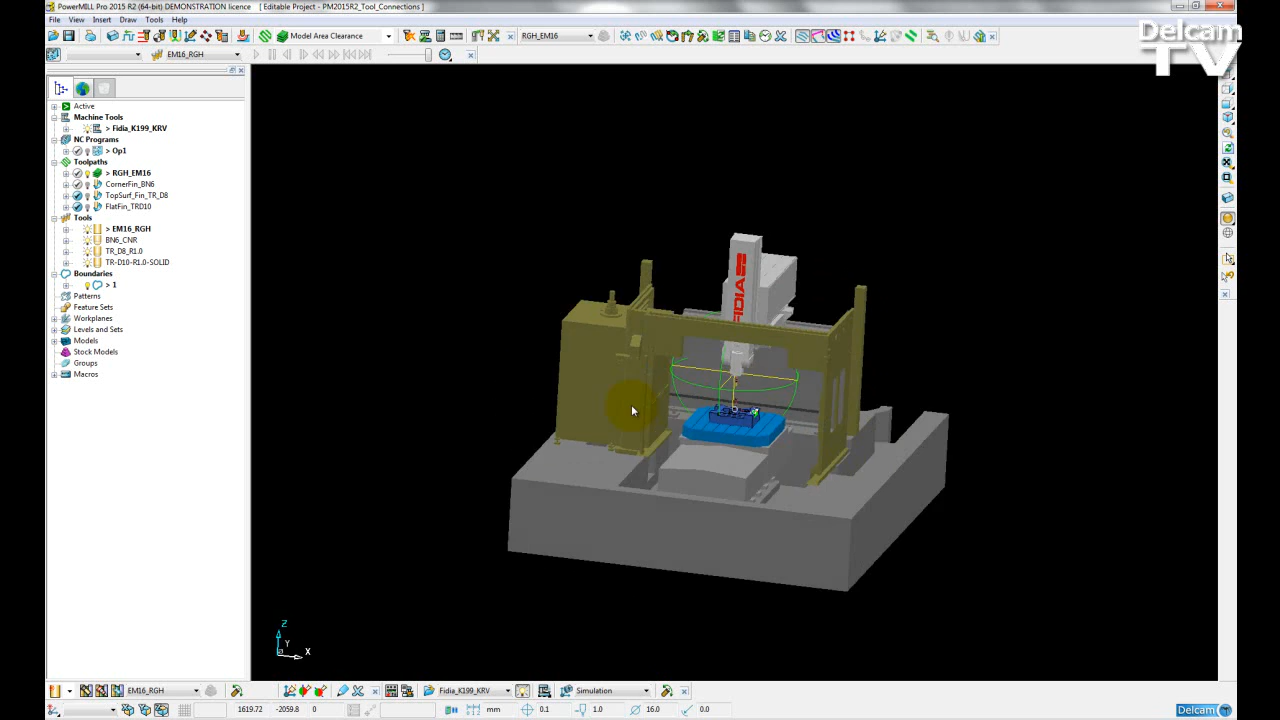 PowerMILL Pro 2015 R2 (64-bit) DEMONSTRATION licence [ Editable Project - PM2015R2_Tool_Connections ]
File View Insert Draw Tools Help
Model Area Clearance RGH_EM16
EM16_RGH
Delcam
TV
Active
Machine Tools
> Fidia_K199_KRV
NC Programs
> Op1
Toolpaths
> RGH_EM16
CornerFin_BN6
TopSurf_Fin_TR_D8
FlatFin_TRD10
Tools
> EM16_RGH
BN6_CNR
TR_D8_R1.0
TR-D10-R1.0-SOLID
Boundaries
> 1
Patterns
Feature Sets
Workplanes
Levels and Sets
Models
Stock Models
Groups
Macros
FIDIA
Z
Y
X
EM16_RGH Fidia_K199_KRV Simulation
1619.72 -2059.8 0 mm 0.1 1.0 16.0 0.0 Delcam